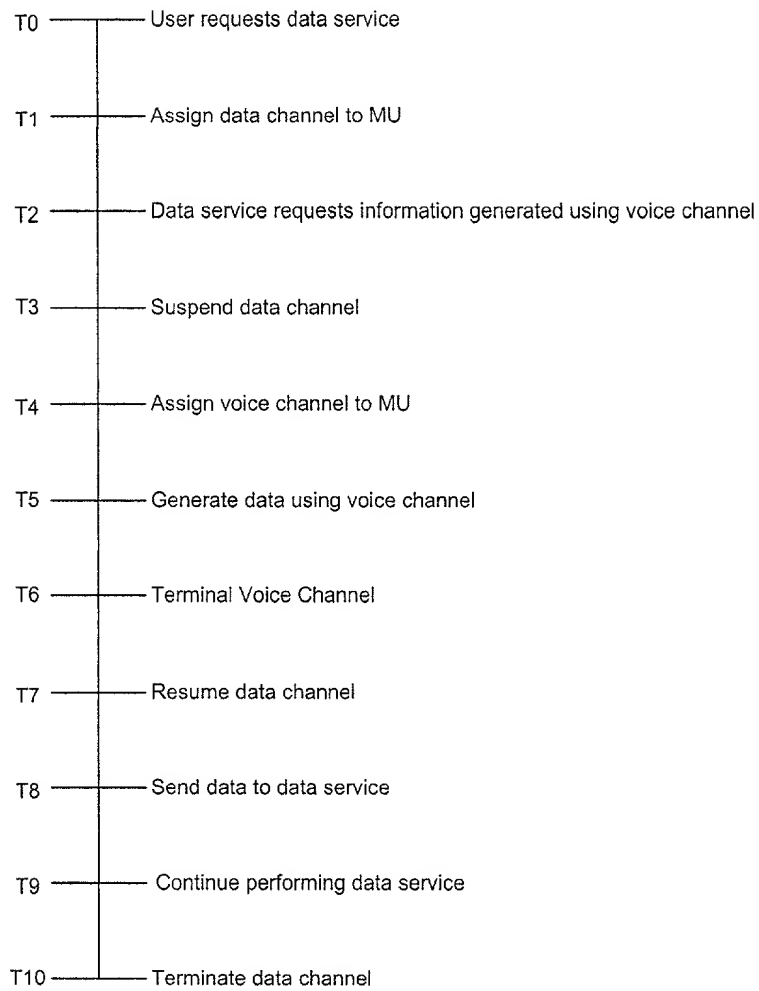 T0 User requests data service
T1 Assign data channel to MU
T2 Data service requests information generated using voice channel
T3 Suspend data channel
T4 Assign voice channel to MU
T5 Generate data using voice channel
T6 Terminal Voice Channel
T7 Resume data channel
T8 Send data to data service
T9 Continue performing data service
T10 Terminate data channel